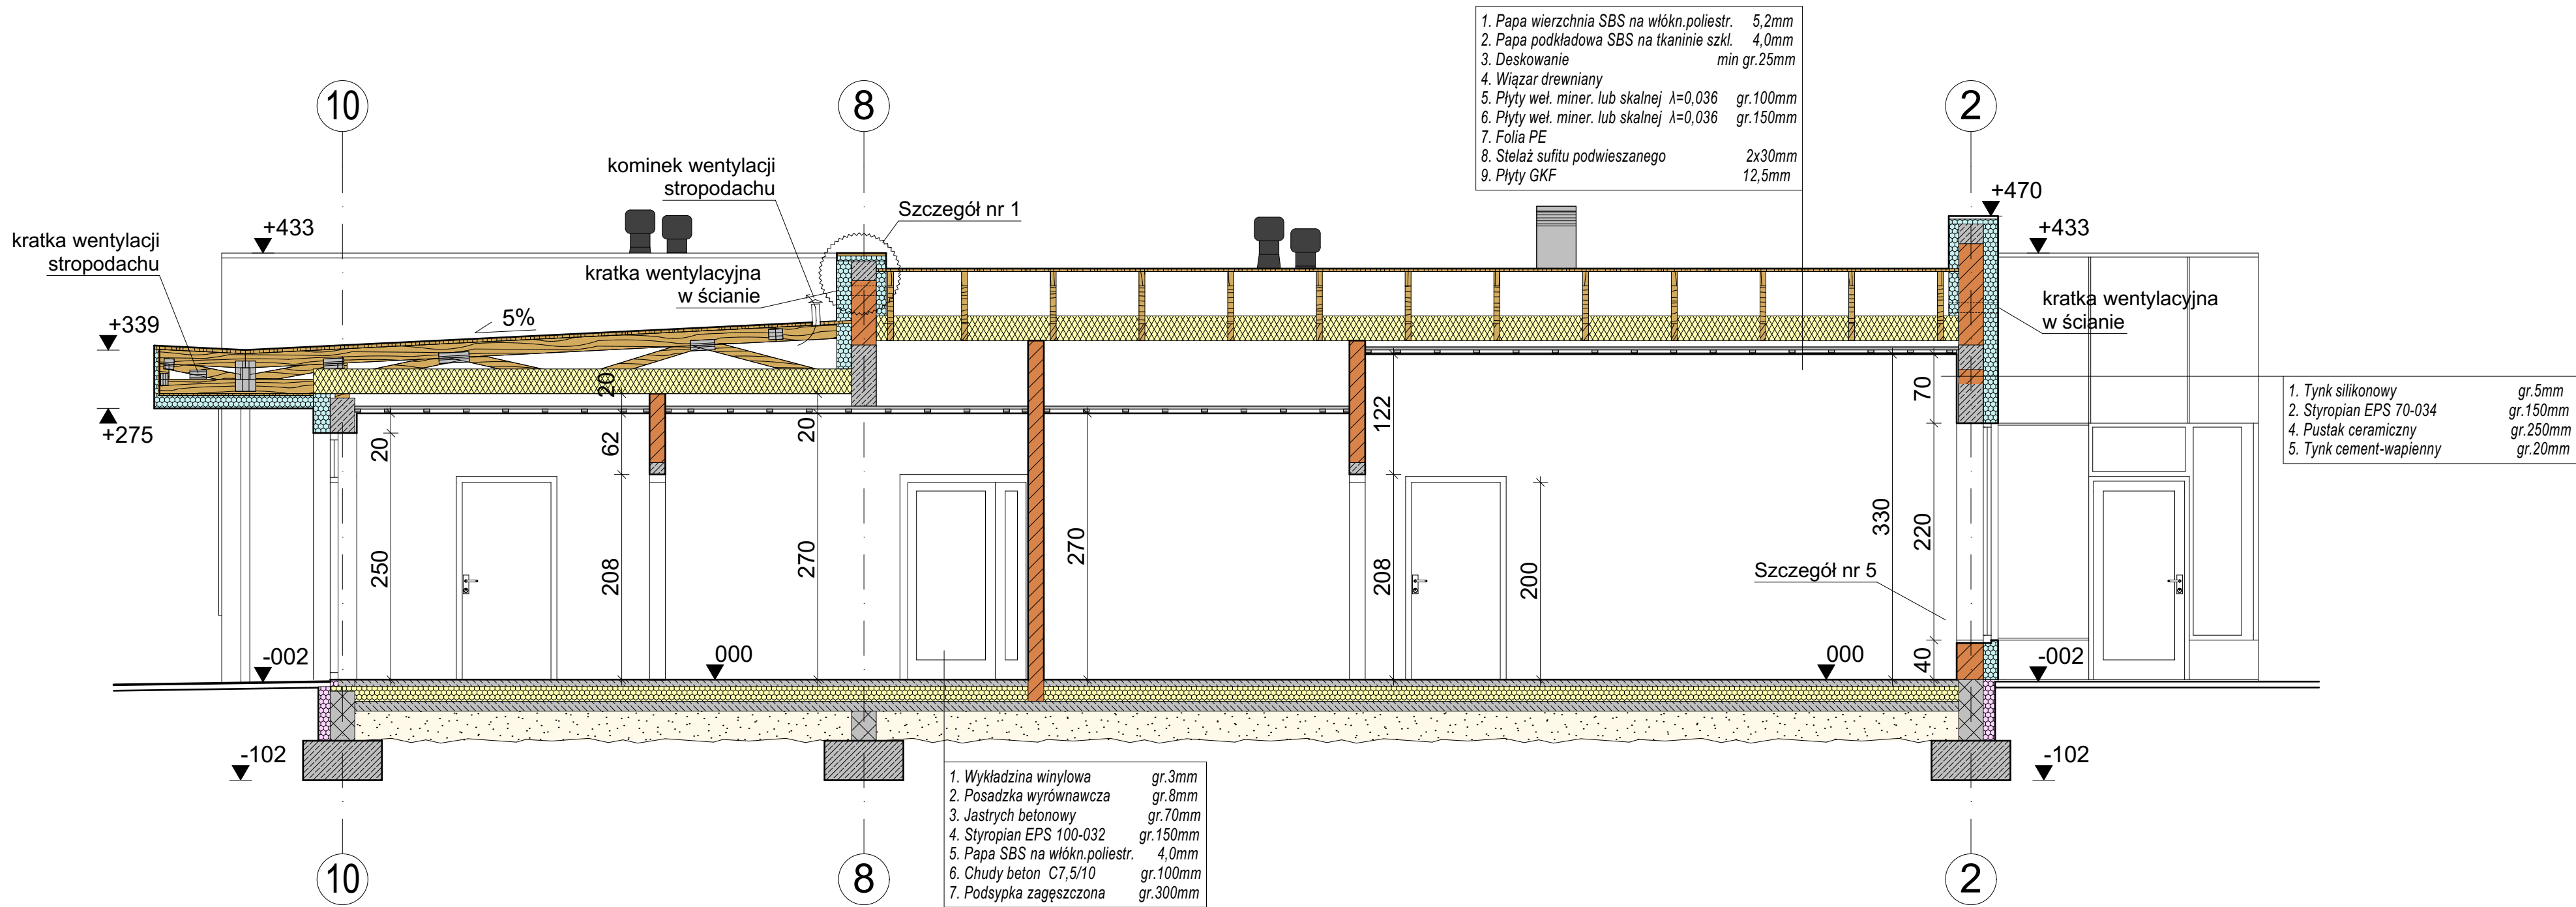 1. Papa wierzchnia SBS na włókn.poliestr. 5,2mm
2. Papa podkładowa SBS na tkaninie szkl. 4,0mm
3. Deskowanie min gr.25mm
4. Wiązar drewniany
5. Płyty weł. miner. lub skalnej λ=0,036 gr.100mm
6. Płyty weł. miner. lub skalnej λ=0,036 gr.150mm
7. Folia PE
8. Stelaż sufitu podwieszanego 2x30mm
9. Płyty GKF 12,5mm
10
8
2
kominek wentylacji
stropodachu
Szczegół nr 1
+470
+433
+433
kratka wentylacji
stropodachu
kratka wentylacyjna
w ścianie
kratka wentylacyjna
w ścianie
5%
+339
+275
20
20
62
20
122
70
1. Tynk silikonowy gr.5mm
2. Styropian EPS 70-034 gr.150mm
4. Pustak ceramiczny gr.250mm
5. Tynk cement-wapienny gr.20mm
250
208
270
270
208
200
330
220
Szczegół nr 5
40
-002
000
000
-002
-102
-102
1. Wykładzina winylowa gr.3mm
2. Posadzka wyrównawcza gr.8mm
3. Jastrych betonowy gr.70mm
4. Styropian EPS 100-032 gr.150mm
5. Papa SBS na włókn.poliestr. 4,0mm
6. Chudy beton C7,5/10 gr.100mm
7. Podsypka zagęszczona gr.300mm
10
8
2